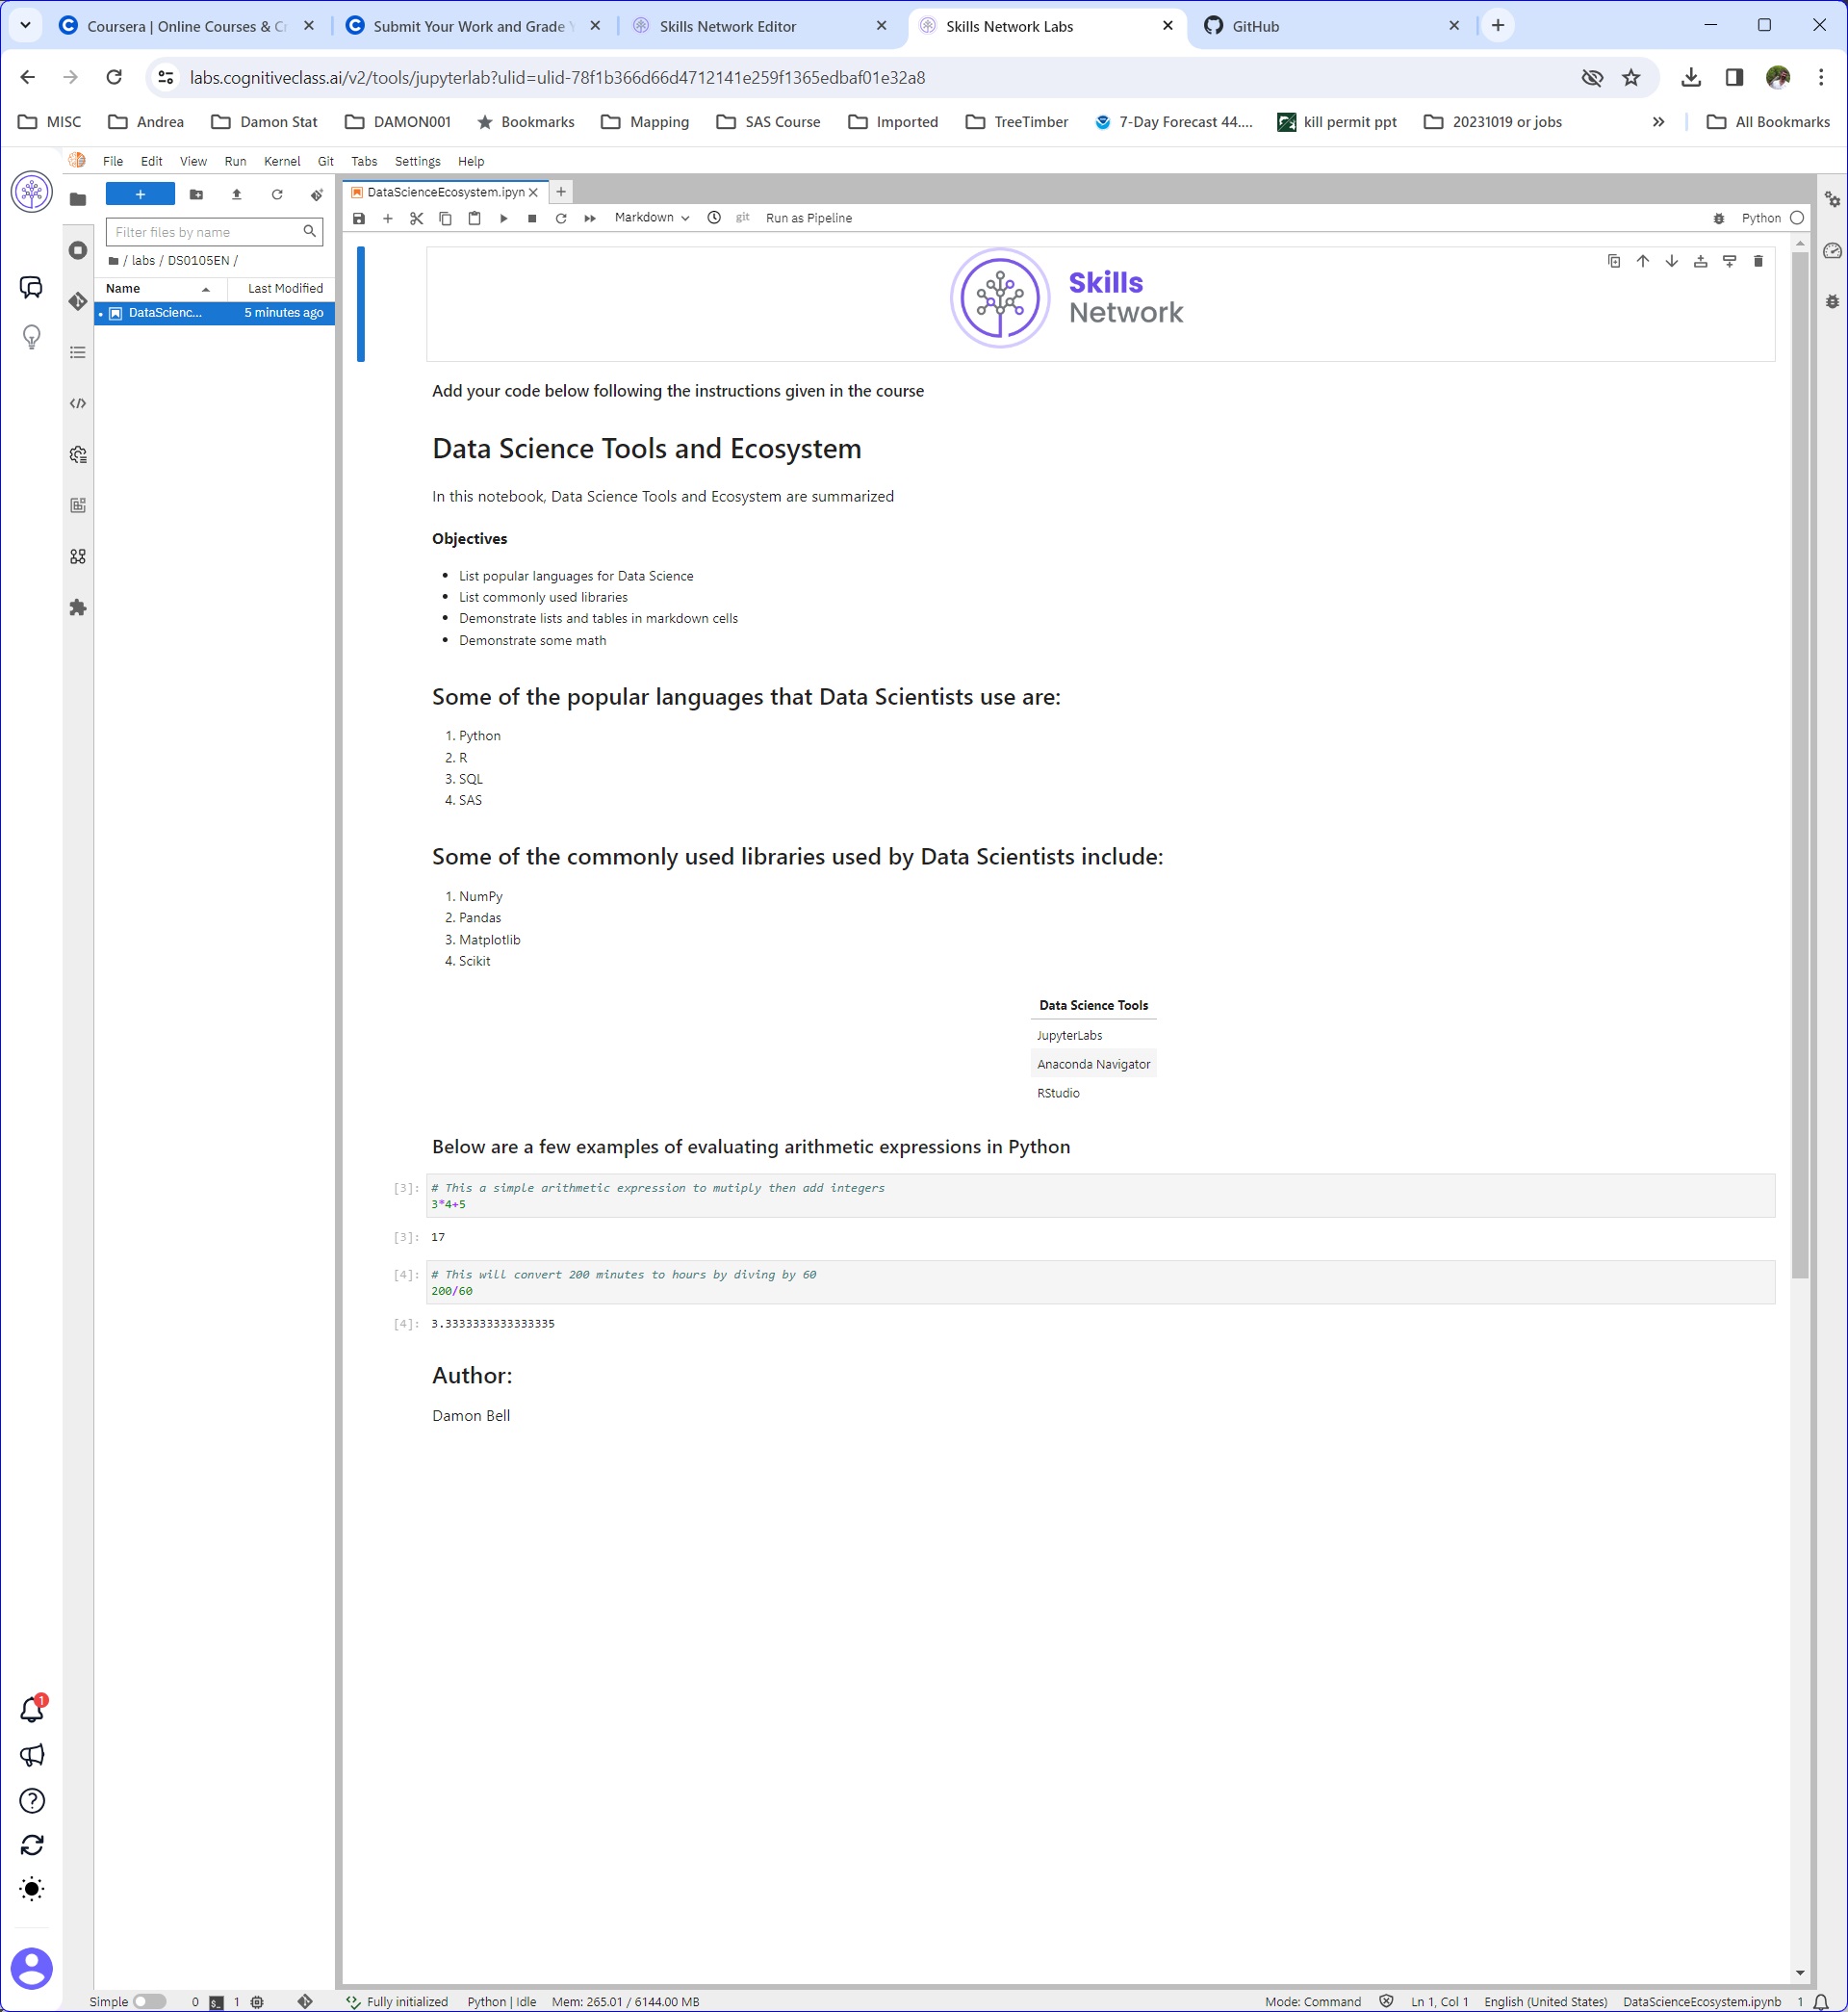 Coursera | Online Courses & Cr
Submit Your Work and Grade Y
Skills Network Editor
Skills Network Labs
GitHub
labs.cognitiveclass.ai/v2/tools/jupyterlab?ulid=ulid-78f1b366d66d4712141e259f1365edbaf01e32a8
MISC Andrea Damon Stat DAMON001 Bookmarks Mapping SAS Course Imported TreeTimber 7-Day Forecast 44.... kill permit ppt 20231019 or jobs » All Bookmarks
File Edit View Run Kernel Git Tabs Settings Help
DataScienceEcosystem.ipyn
Markdown git Run as Pipeline Python
Filter files by name
/ labs / DS0105EN /
Name Last Modified
DataScienc... 5 minutes ago
Skills
Network
Add your code below following the instructions given in the course
Data Science Tools and Ecosystem
In this notebook, Data Science Tools and Ecosystem are summarized
Objectives
• List popular languages for Data Science
• List commonly used libraries
• Demonstrate lists and tables in markdown cells
• Demonstrate some math
Some of the popular languages that Data Scientists use are:
1. Python
2. R
3. SQL
4. SAS
Some of the commonly used libraries used by Data Scientists include:
1. NumPy
2. Pandas
3. Matplotlib
4. Scikit
Data Science Tools
JupyterLabs
Anaconda Navigator
RStudio
Below are a few examples of evaluating arithmetic expressions in Python
[3]: # This a simple arithmetic expression to mutiply then add integers
3*4+5
[3]: 17
[4]: # This will convert 200 minutes to hours by diving by 60
200/60
[4]: 3.3333333333333335
Author:
Damon Bell
1
Simple 0 1 Fully initialized Python | Idle Mem: 265.01 / 6144.00 MB Mode: Command Ln 1, Col 1 English (United States) DataScienceEcosystem.ipynb 1